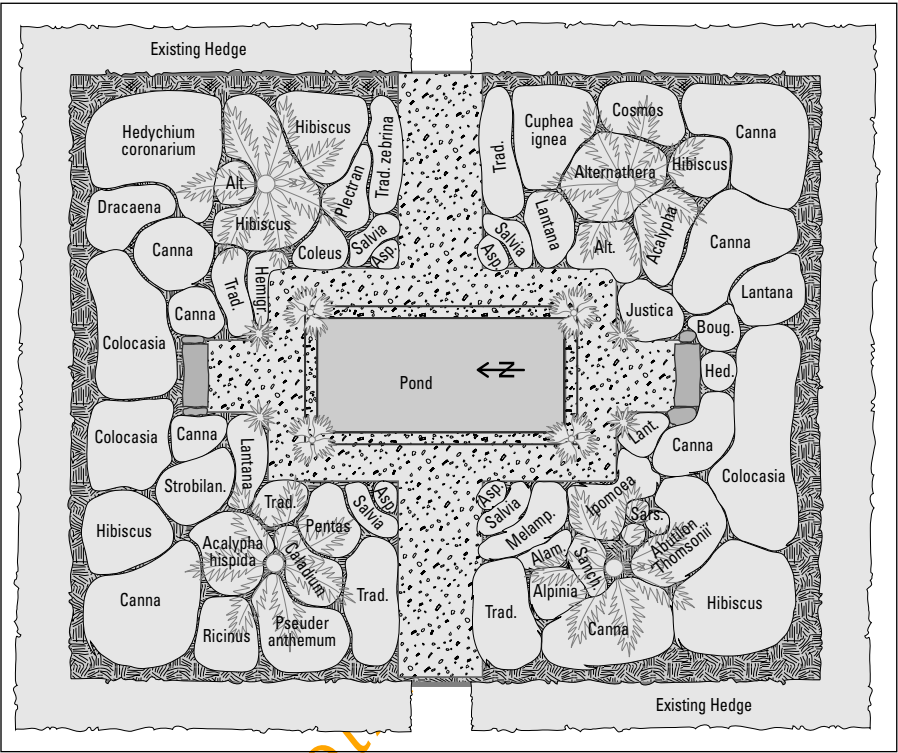 Existing Hedge
Hedychium
coronarium
Hibiscus
Trad. zebrina
Alt.
Plectran
Dracaena
Hibiscus
Canna
Coleus
Salvia
Asp
Trad.
Hemigr.
Canna
Colocasia
Trad.
Cuphea
ignea
Cosmos
Canna
Alternathera
Hibiscus
Lantana
Salvia
Asp
Alt.
Acalypha
Canna
Lantana
Justica
Boug.
Hed.
Pond
N
Colocasia
Canna
Lantana
Strobilan.
Hibiscus
Trad.
Pentas
Salvia
Asp
Acalypha
hispida
Caladium
Canna
Ricinus
Pseuder
anthemum
Trad.
Lant.
Canna
Colocasia
Asp.
Salvia
Melamp.
Ipomoea
Sars.
Abutilon
Thomsonii'
Alam.
Sanch.
Alpinia
Trad.
Canna
Hibiscus
Existing Hedge